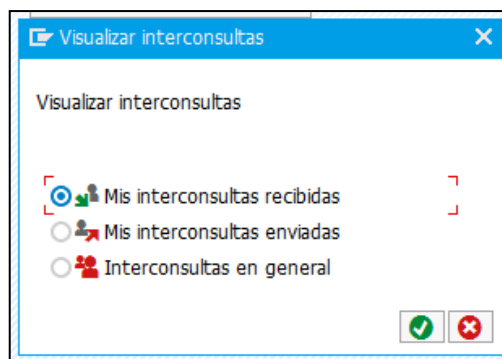 Visualizar interconsultas
Visualizar interconsultas
Mis interconsultas recibidas
Mis interconsultas enviadas
Interconsultas en general